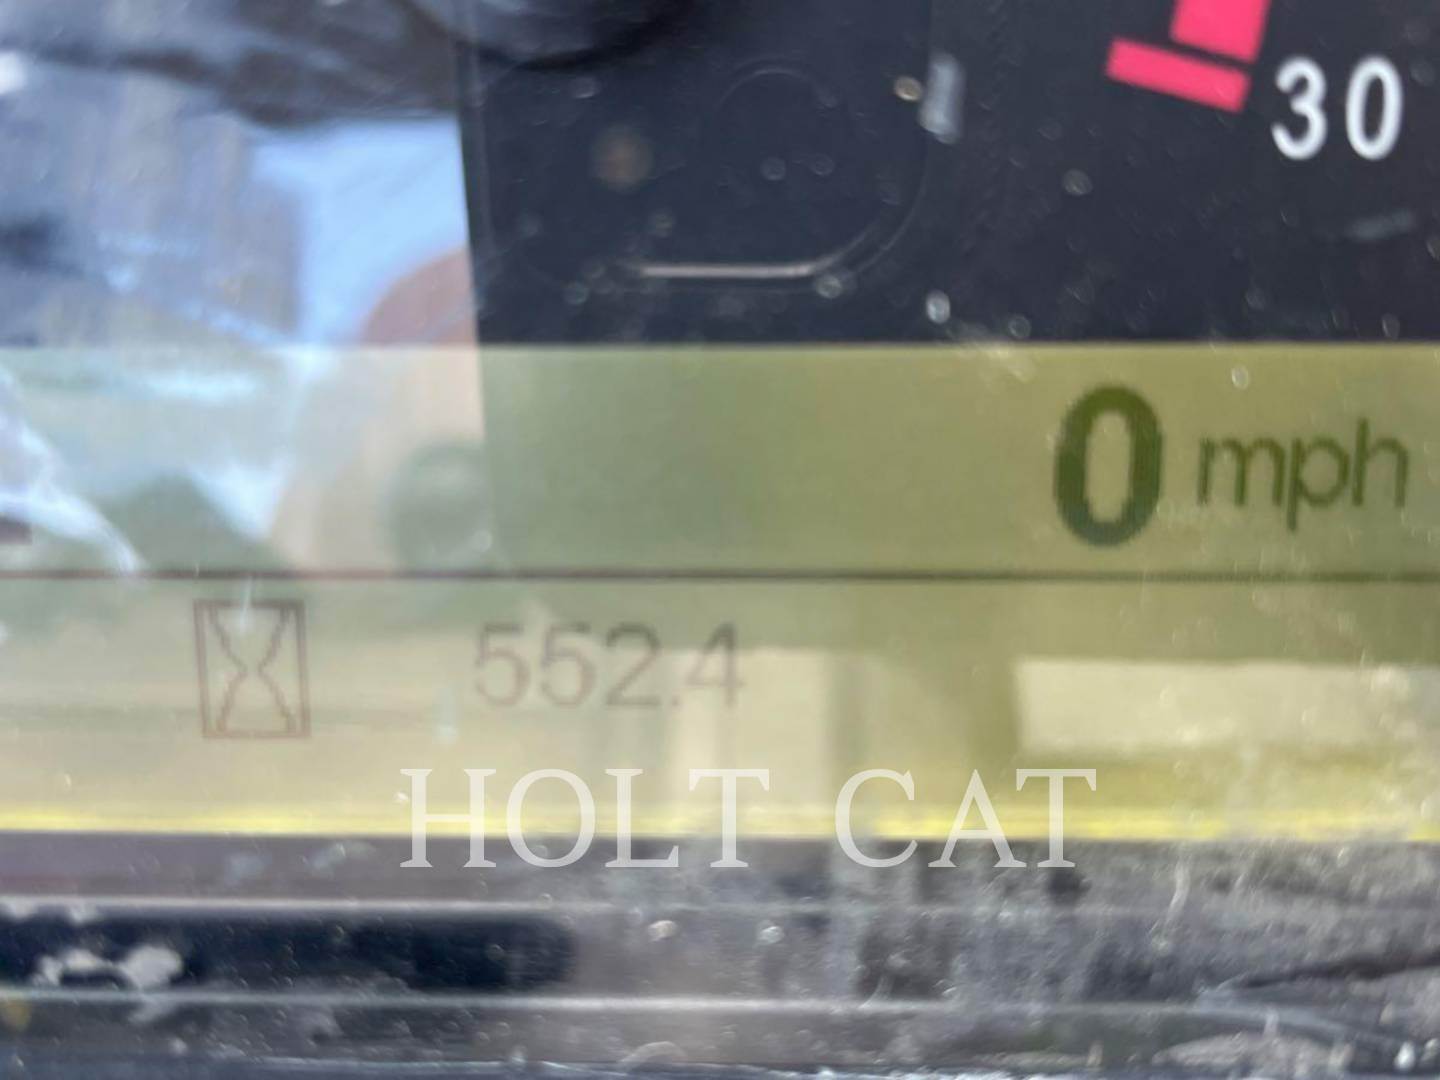 30
0 mph
552.4
HOLT CAT